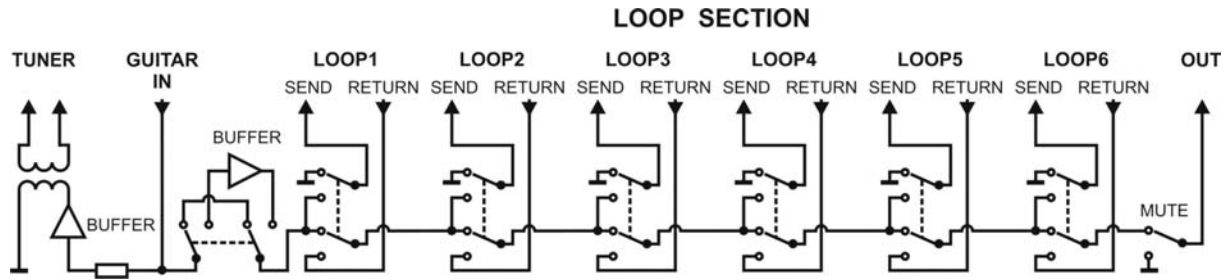 LOOP SECTION
TUNER GUITAR IN LOOP1 LOOP2 LOOP3 LOOP4 LOOP5 LOOP6 OUT
SEND RETURN SEND RETURN SEND RETURN SEND RETURN SEND RETURN SEND RETURN
BUFFER
BUFFER
MUTE